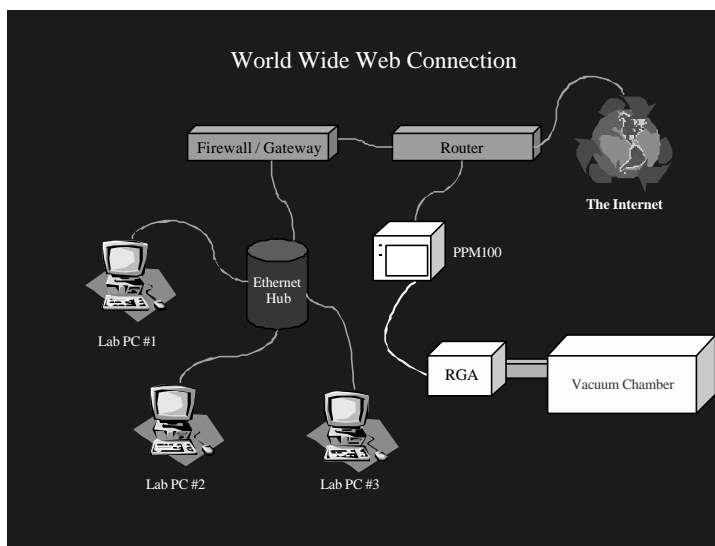 World Wide Web Connection
Firewall / Gateway
Router
The Internet
PPM100
Ethernet
Hub
Lab PC #1
RGA
Vacuum Chamber
Lab PC #2
Lab PC #3